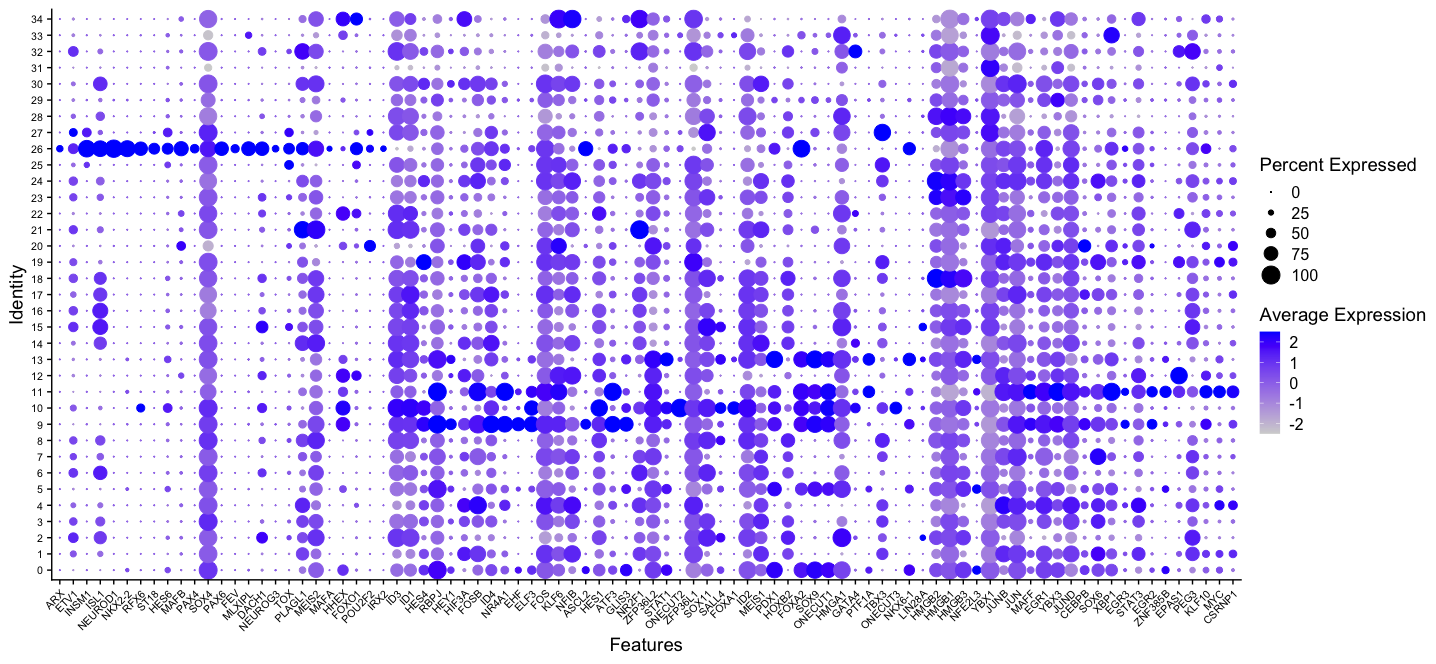 Identity
34
33
32
31
30
29
28
27
26
25
24
23
22
21
20
19
18
17
16
15
14
13
12
11
10
9
8
7
6
5
4
3
2
1
0
ARX
ETV1
INSM1
ISL1
NEUROD1
NKX2-2
RFX6
ST18
HES6
MAFB
PAX4
SOX4
PAX6
FEV
MLXIPL
DACH1
NEUROG3
TOX
PLAGL1
MEIS2
MAFA
HHEX
FOXO1
POU2F2
IRX2
ID3
ID1
HES4
RBPJ
HEY1
HIF3A
FOSB
ID4
NR4A1
EHF
ELF3
FOS
KLF6
NFIB
ASCL2
HES1
ATF3
GLIS3
NR2F1
ZFP36L2
STAT1
ONECUT2
ZFP36L1
SOX11
SALL4
FOXA1
ID2
MEIS1
PDX1
HOXB2
FOXA2
SOX9
ONECUT1
HMGA1
GATA4
PTF1A
TBX3
ONECUT3
NKX6-1
LIN28A
HMGB2
HMGB1
HMGB3
NFE2L3
YBX1
JUNB
JUN
MAFF
EGR1
YBX3
JUND
CEBPB
SOX6
XBP1
EGR3
STAT3
EGR2
ZNF385B
EPAS1
PEG3
KLF10
MYC
CSRNP1
Features
Percent Expressed
0
25
50
75
100
Average Expression
2
1
0
-1
-2